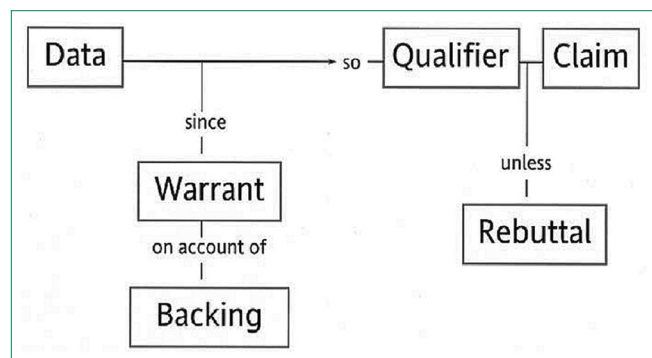 Data
so
Qualifier
Claim
since
unless
Warrant
Rebuttal
on account of
Backing